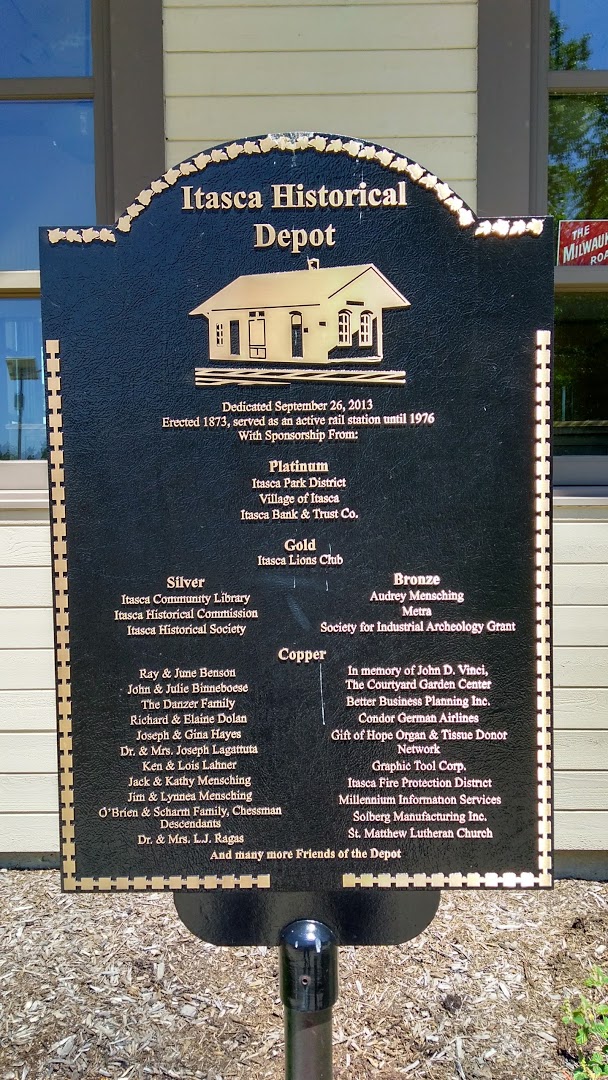 Itasca Historical
Depot
Dedicated September 26, 2013
Erected 1873, served as an active rail station until 1976
With Sponsorship From:
Platinum
Itasca Park District
Village of Itasca
Itasca Bank & Trust Co.
Gold
Itasca Lions Club
Silver
Itasca Community Library
Itasca Historical Commission
Itasca Historical Society
Bronze
Audrey Mensching
Metra
Society for Industrial Archeology Grant
Copper
Ray & June Benson
John & Julie Binneboese
The Danzer Family
Richard & Elaine Dolan
Joseph & Gina Hayes
Dr. & Mrs. Joseph Lagattuta
Ken & Lois Lahner
Jack & Kathy Mensching
Jim & Lynnea Mensching
O'Brien & Scharm Family, Chessman
Descendants
Dr. & Mrs. L.J. Ragas
In memory of John D. Vinci,
The Courtyard Garden Center
Better Business Planning Inc.
Condor German Airlines
Gift of Hope Organ & Tissue Donor
Network
Graphic Tool Corp.
Itasca Fire Protection District
Millennium Information Services
Solberg Manufacturing Inc.
St. Matthew Lutheran Church
And many more Friends of the Depot
THE
MILWAUK
ROA